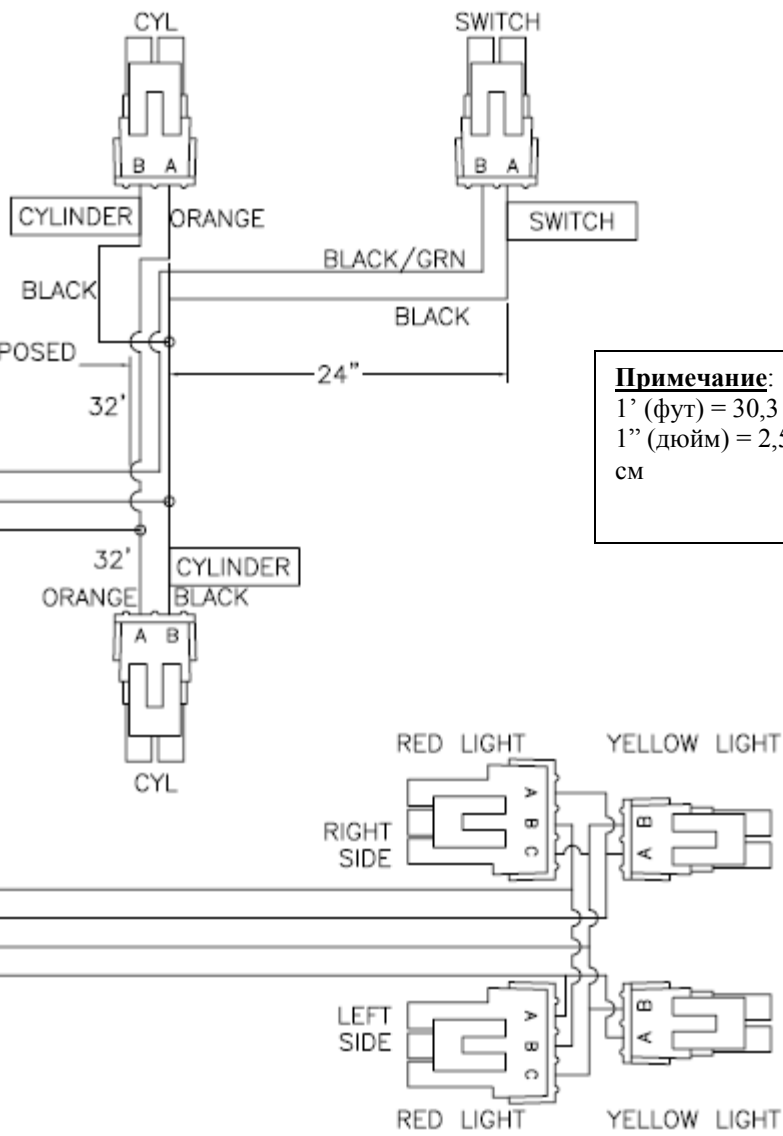 CYL
SWITCH
B A
B A
CYLINDER
ORANGE
SWITCH
BLACK/GRN
BLACK
BLACK
POSED
24"
32'
Примечание:
1’ (фут) = 30,3
1” (дюйм) = 2,5
см
32'
CYLINDER
ORANGE
BLACK
A B
CYL
RED LIGHT
YELLOW LIGHT
RIGHT
SIDE
A
B
C
B
A
LEFT
SIDE
A
B
C
B
A
RED LIGHT
YELLOW LIGHT